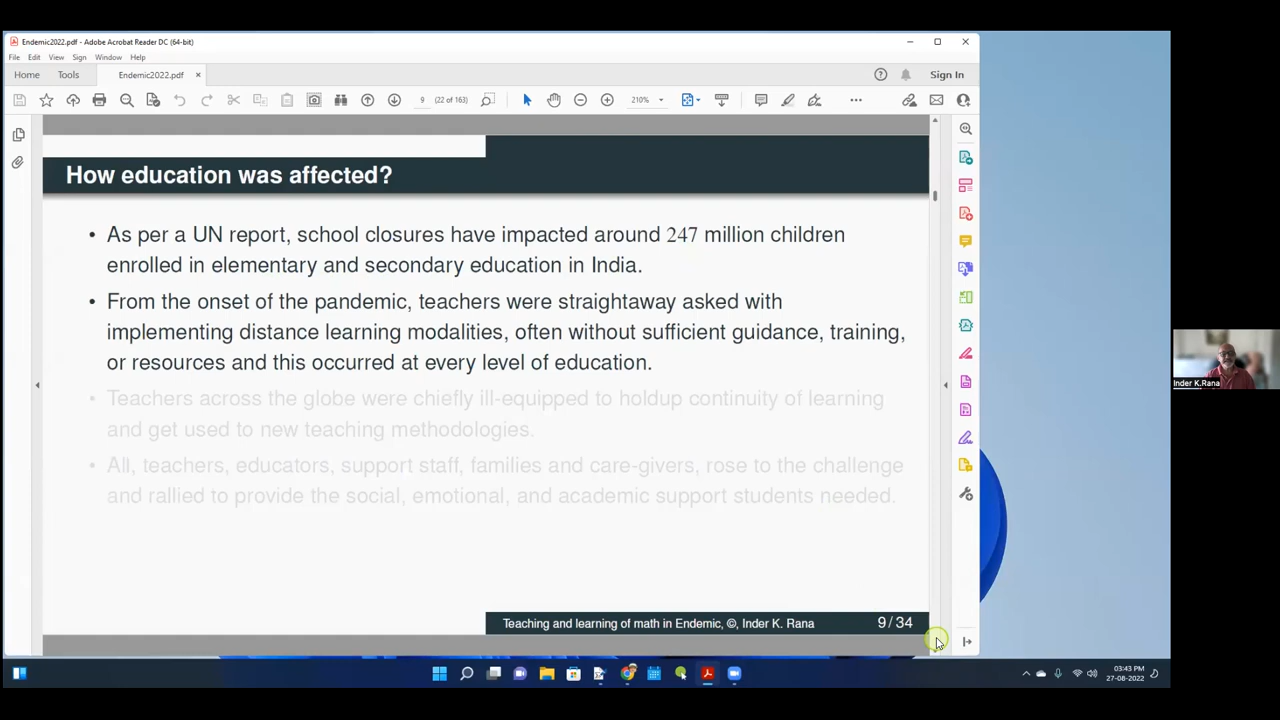 Endemic2022.pdf - Adobe Acrobat Reader DC (64-bit)
File Edit View Sign Window Help
Home Tools Endemic2022.pdf × Sign In
9 (22 of 163) 210%
How education was affected?
• As per a UN report, school closures have impacted around 247 million children
enrolled in elementary and secondary education in India.
• From the onset of the pandemic, teachers were straightaway asked with
implementing distance learning modalities, often without sufficient guidance, training,
or resources and this occurred at every level of education.
• Teachers across the globe were chiefly ill-equipped to holdup continuity of learning
and get used to new teaching methodologies.
• All, teachers, educators, support staff, families and care-givers, rose to the challenge
and rallied to provide the social, emotional, and academic support students needed.
Teaching and learning of math in Endemic, ©, Inder K. Rana 9/34
Inder K.Rana
03:43 PM
27-08-2022